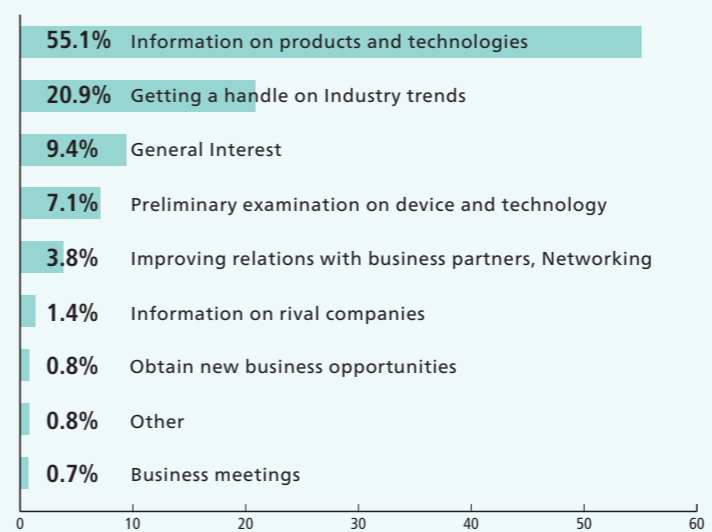 55.1% Information on products and technologies
20.9% Getting a handle on Industry trends
9.4% General Interest
7.1% Preliminary examination on device and technology
3.8% Improving relations with business partners, Networking
1.4% Information on rival companies
0.8% Obtain new business opportunities
0.8% Other
0.7% Business meetings
0 10 20 30 40 50 60